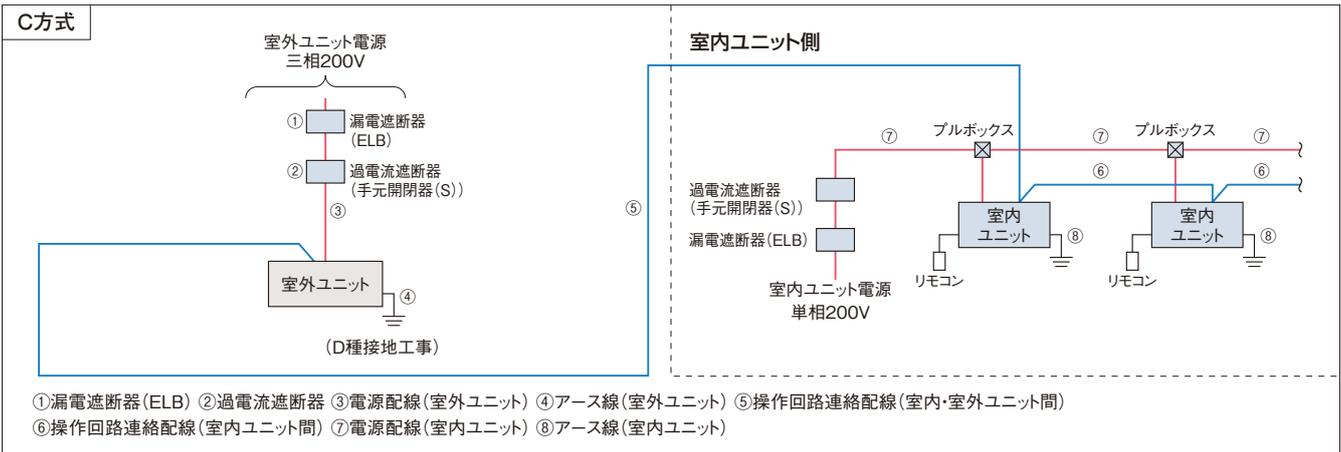 C方式
室外ユニット電源
三相200V
①
漏電遮断器
(ELB)
②
過電流遮断器
(手元開閉器(S))
③
室外ユニット
④
(D種接地工事)
⑤
室内ユニット側
⑦
プルボックス
⑦
プルボックス
⑦
⑥
⑥
過電流遮断器
(手元開閉器(S))
漏電遮断器(ELB)
室内ユニット電源
単相200V
室内
ユニット
⑧
リモコン
室内
ユニット
⑧
リモコン
①漏電遮断器(ELB) ②過電流遮断器 ③電源配線(室外ユニット) ④アース線(室外ユニット) ⑤操作回路連絡配線(室内・室外ユニット間)
⑥操作回路連絡配線(室内ユニット間) ⑦電源配線(室内ユニット) ⑧アース線(室内ユニット)